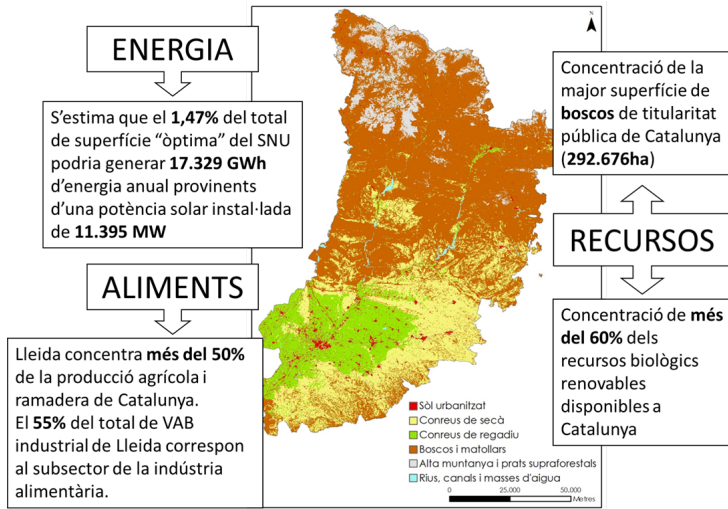 ENERGIA
S'estima que el 1,47% del total
de superfície “òptima” del SNU
podria generar 17.329 GWh
d'energia anual provinents
d'una potència solar instal·lada
de 11.395 MW
ALIMENTS
Lleida concentra més del 50%
de la producció agrícola i
ramadera de Catalunya.
El 55% del total de VAB
industrial de Lleida correspon
al subsector de la indústria
alimentària.
N
Concentració de la
major superfície de
boscos de titularitat
pública de Catalunya
(292.676ha)
RECURSOS
Concentració de més
del 60% dels
recursos biològics
renovables
disponibles a
Catalunya
Sòl urbanitzat
Conreus de secà
Conreus de regadiu
Boscos i matollars
Alta muntanya i prats supraforestals
Rius, canals i masses d'aigua
0 25.000 50.000
Metres